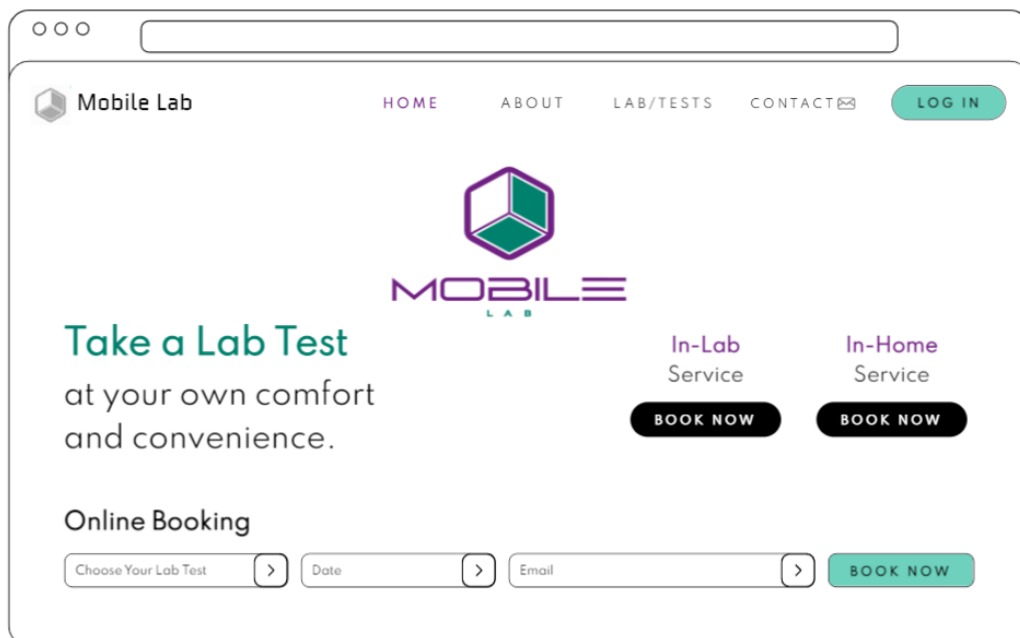 Mobile Lab
HOME ABOUT LAB/TESTS CONTACT LOG IN
MOBILE
LAB
Take a Lab Test
at your own comfort
and convenience.
In-Lab
Service
BOOK NOW
In-Home
Service
BOOK NOW
Online Booking
Choose Your Lab Test Date Email BOOK NOW